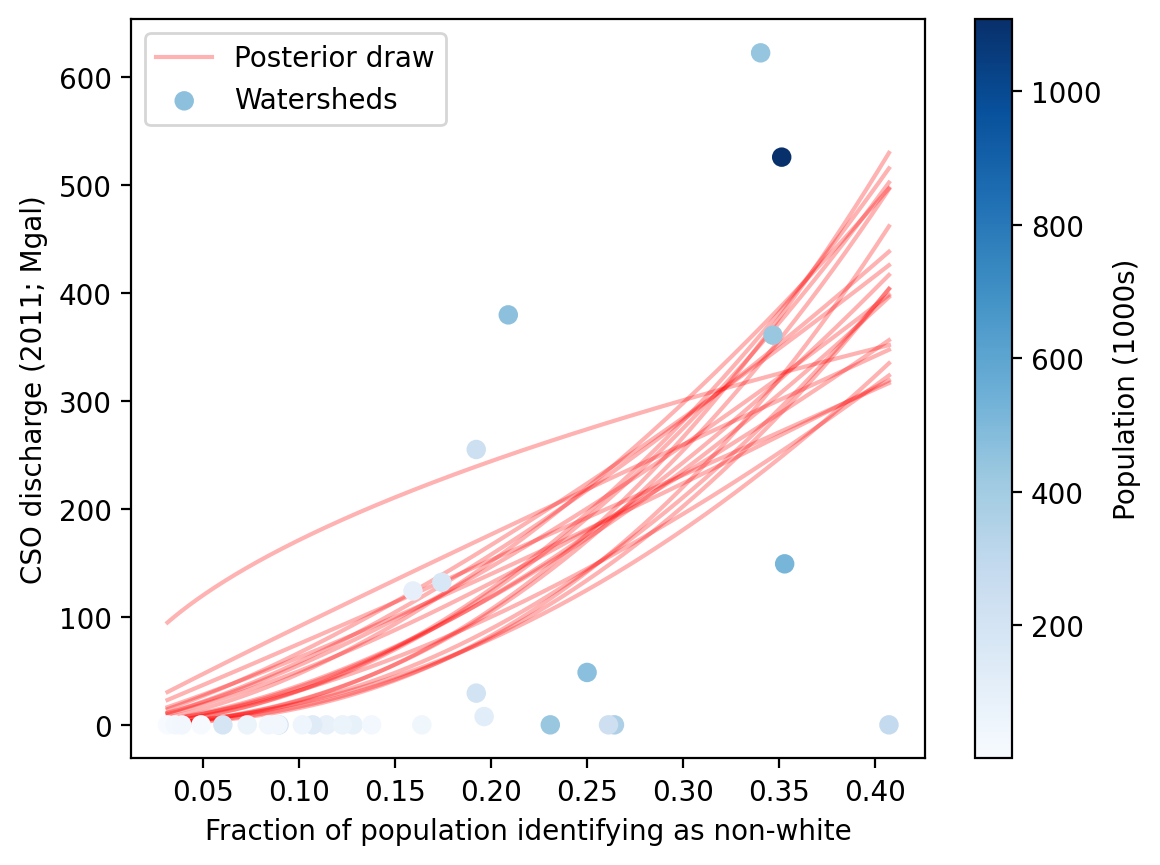 Posterior draw
Watersheds
CSO discharge (2011; Mgal)
600
500
400
300
200
100
0
0.05 0.10 0.15 0.20 0.25 0.30 0.35 0.40
Fraction of population identifying as non-white
1000
800
600
400
200
Population (1000s)